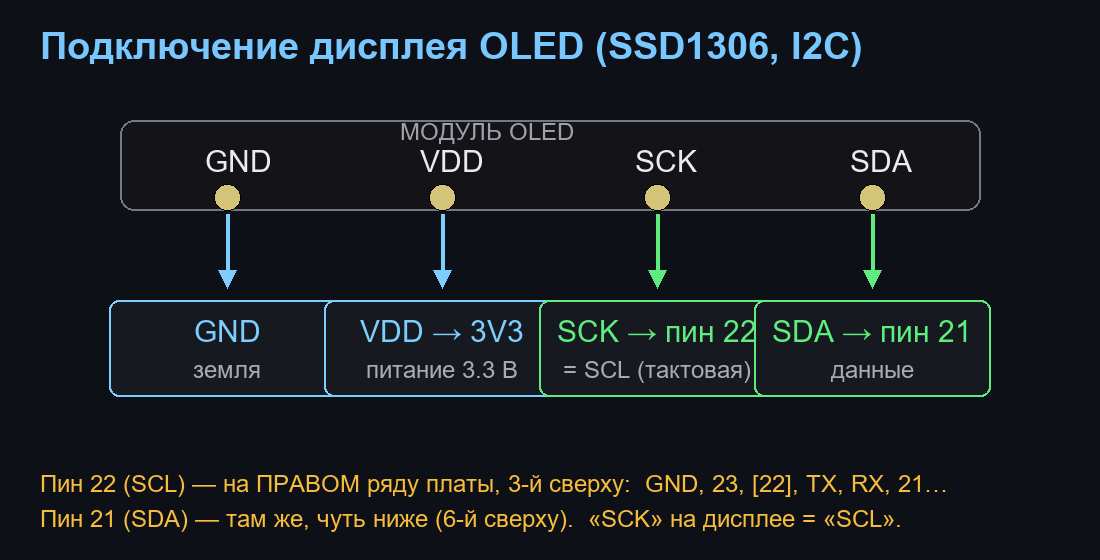 Подключение дисплея OLED (SSD1306, I2C)
МОДУЛЬ OLED
GND VDD SCK SDA
GND VDD → 3V3 SCK → пин 22 SDA → пин 21
земля питание 3.3 В = SCL (тактовая) данные
Пин 22 (SCL) — на ПРАВОМ ряду платы, 3-й сверху: GND, 23, [22], TX, RX, 21…
Пин 21 (SDA) — там же, чуть ниже (6-й сверху). «SCK» на дисплее = «SCL».